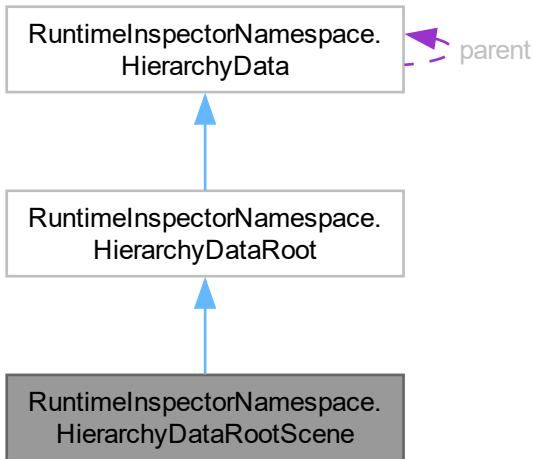 RuntimeInspectorNamespace.
HierarchyData
parent
RuntimeInspectorNamespace.
HierarchyDataRoot
RuntimeInspectorNamespace.
HierarchyDataRootScene